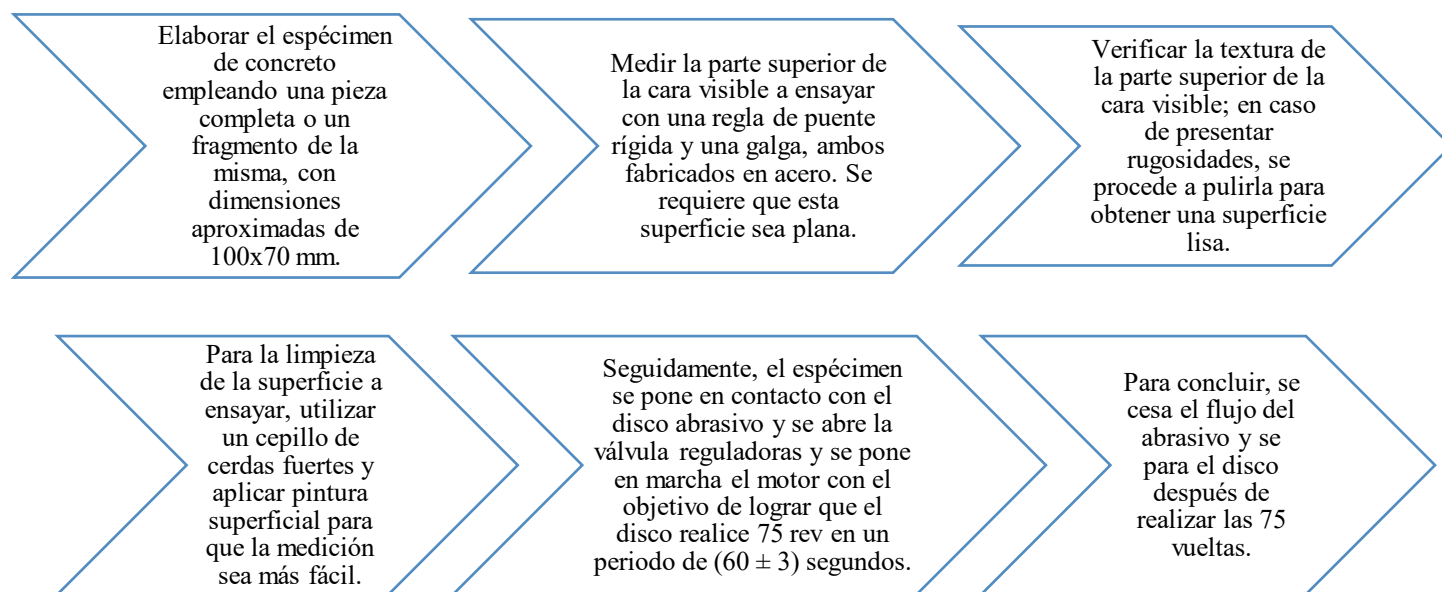 Elaborar el espécimen
de concreto
empleando una pieza
completa o un
fragmento de la
misma, con
dimensiones
aproximadas de
100x70 mm.
Medir la parte superior de
la cara visible a ensayar
con una regla de puente
rígida y una galga, ambos
fabricados en acero. Se
requiere que esta
superficie sea plana.
Verificar la textura de
la parte superior de la
cara visible; en caso
de presentar
rugosidades, se
procede a pulirla para
obtener una superficie
lisa.
Para la limpieza
de la superficie a
ensayar, utilizar
un cepillo de
cerdas fuertes y
aplicar pintura
superficial para
que la medición
sea más fácil.
Seguidamente, el espécimen
se pone en contacto con el
disco abrasivo y se abre la
válvula reguladoras y se pone
en marcha el motor con el
objetivo de lograr que el
disco realice 75 rev en un
periodo de (60 ± 3) segundos.
Para concluir, se
cesa el flujo del
abrasivo y se
para el disco
después de
realizar las 75
vueltas.